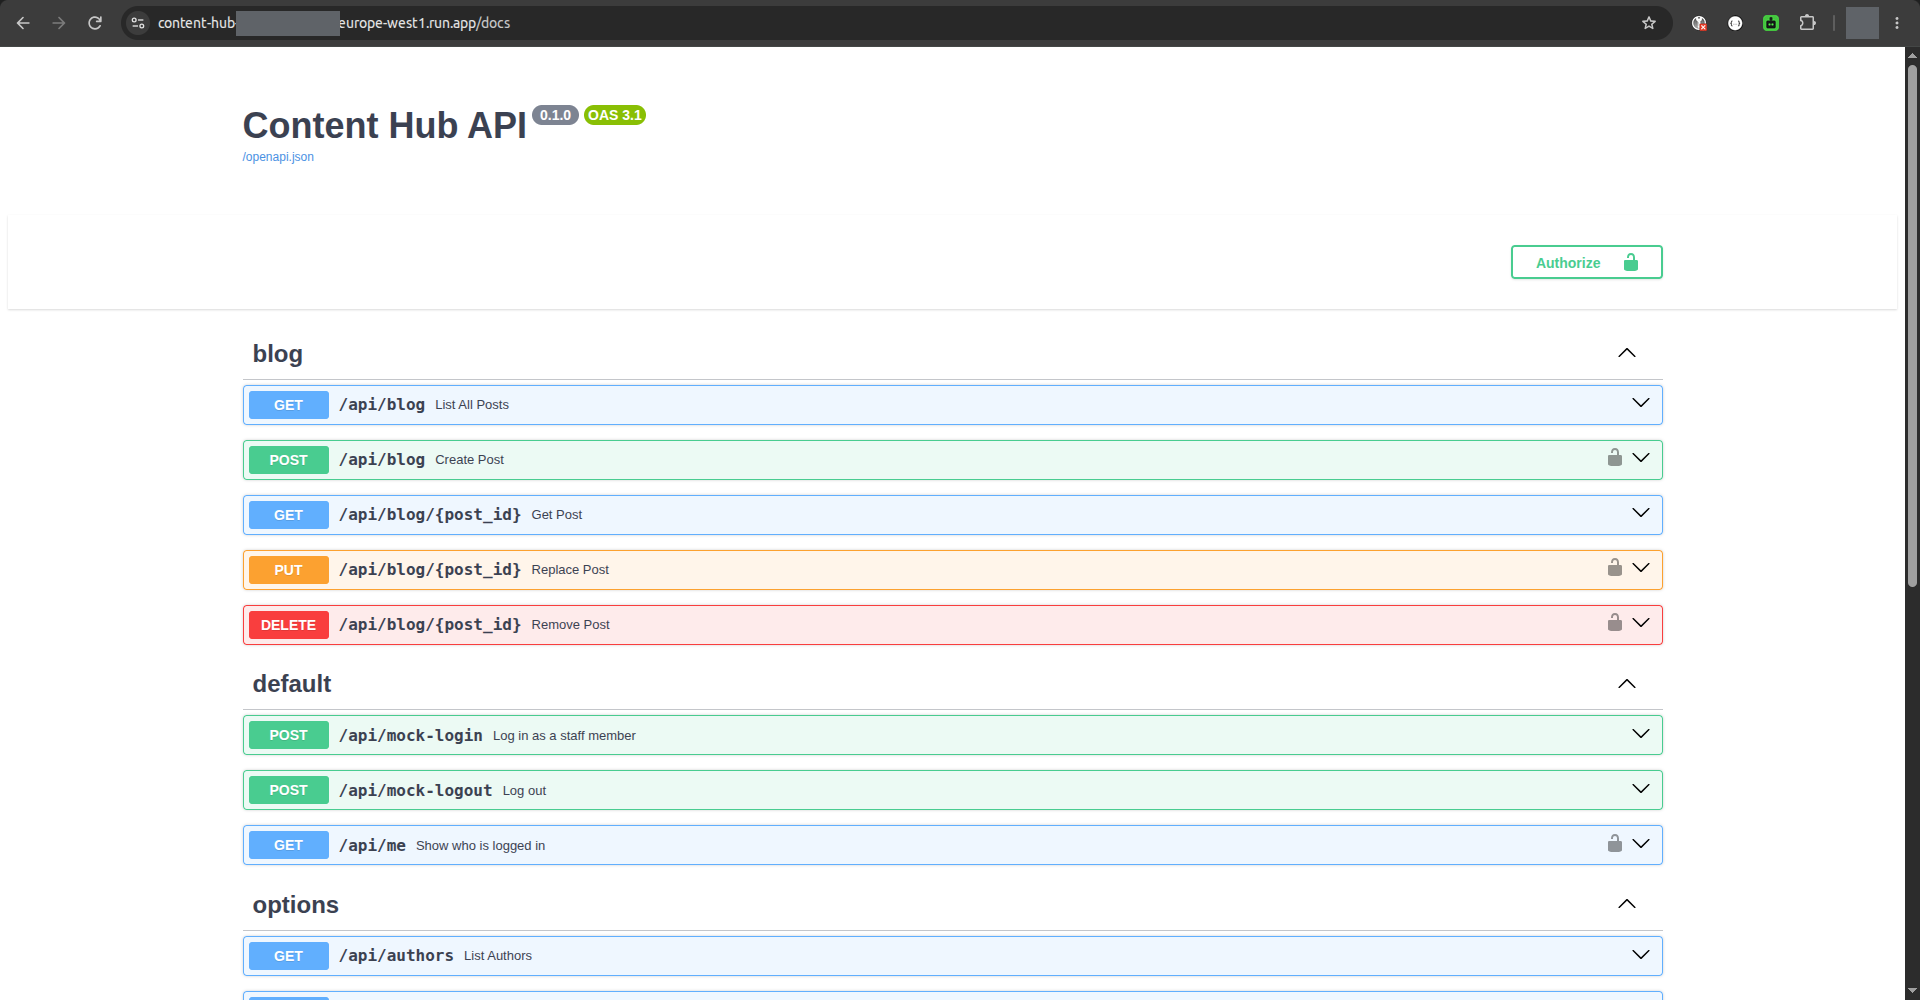 content-hub- europe-west1.run.app/docs
Content Hub API 0.1.0 OAS 3.1
/openapi.json
Authorize
blog
GET /api/blog List All Posts
POST /api/blog Create Post
GET /api/blog/{post_id} Get Post
PUT /api/blog/{post_id} Replace Post
DELETE /api/blog/{post_id} Remove Post
default
POST /api/mock-login Log in as a staff member
POST /api/mock-logout Log out
GET /api/me Show who is logged in
options
GET /api/authors List Authors